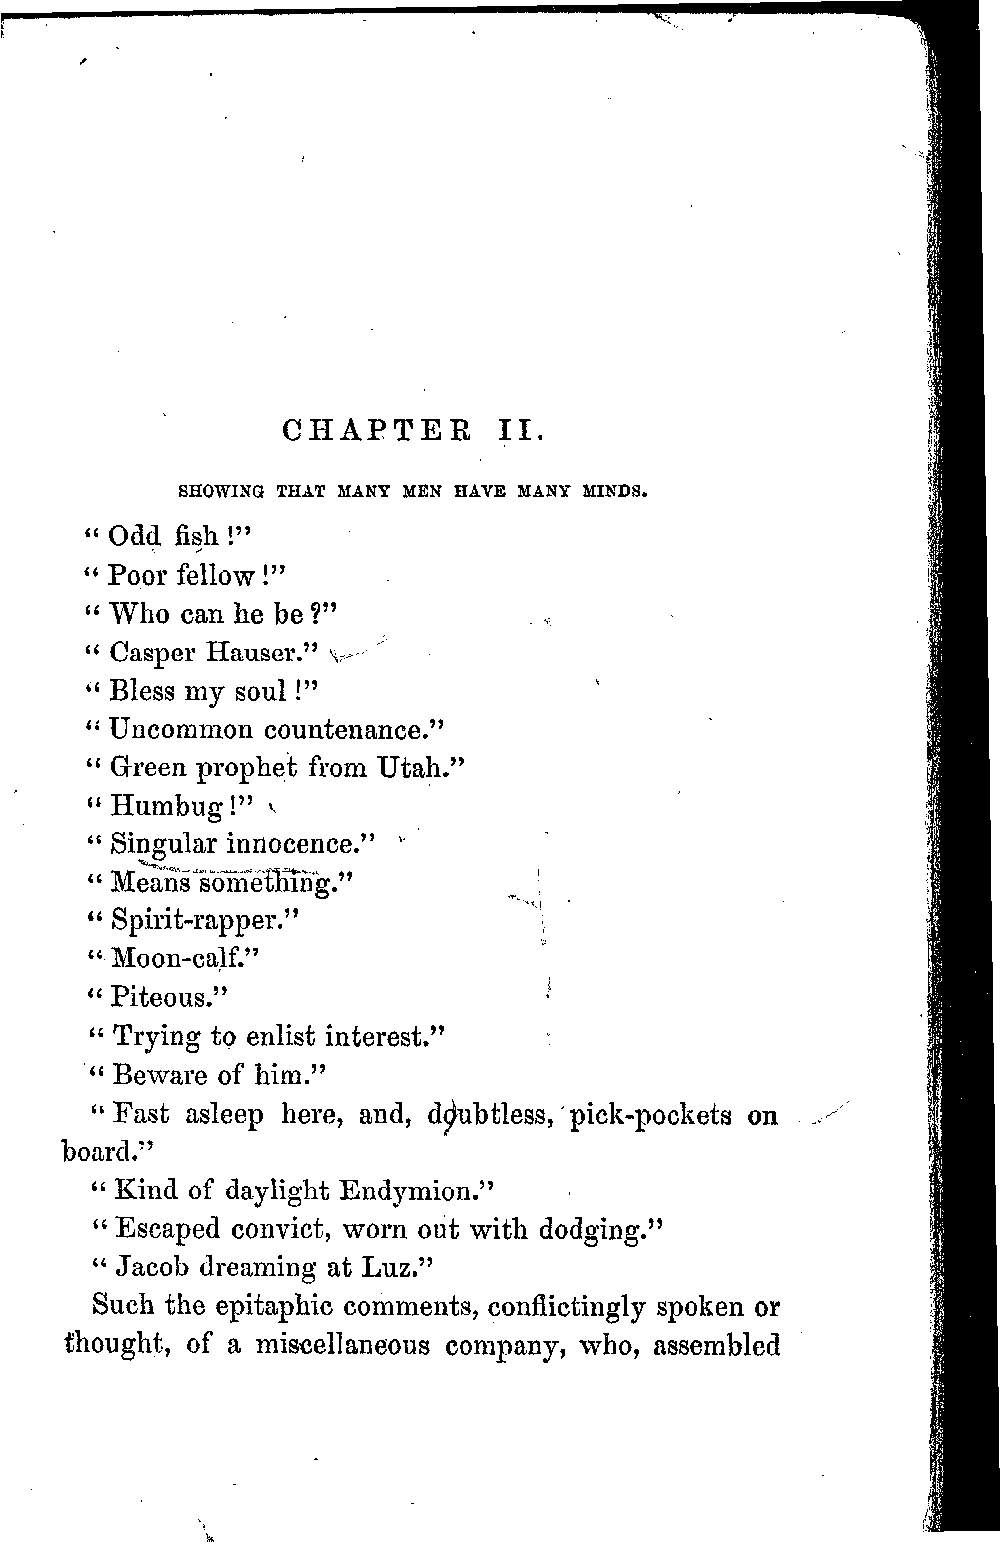 CHAPTER II.
SHOWING THAT MANY MEN HAVE MANY MINDS.
“ Odd fish !”
“ Poor fellow !”
“ Who can he be ?”
“ Casper Hauser.”
“ Bless my soul !”
“ Uncommon countenance.”
“ Green prophet from Utah.”
“ Humbug !”
“ Singular innocence.”
“ Means something.”
“ Spirit-rapper.”
“ Moon-calf.”
“ Piteous.”
“ Trying to enlist interest.”
“ Beware of him.”
“ Fast asleep here, and, doubtless, pick-pockets on
board.”
“ Kind of daylight Endymion.”
“ Escaped convict, worn out with dodging.”
“ Jacob dreaming at Luz.”
Such the epitaphic comments, conflictingly spoken or
thought, of a miscellaneous company, who, assembled